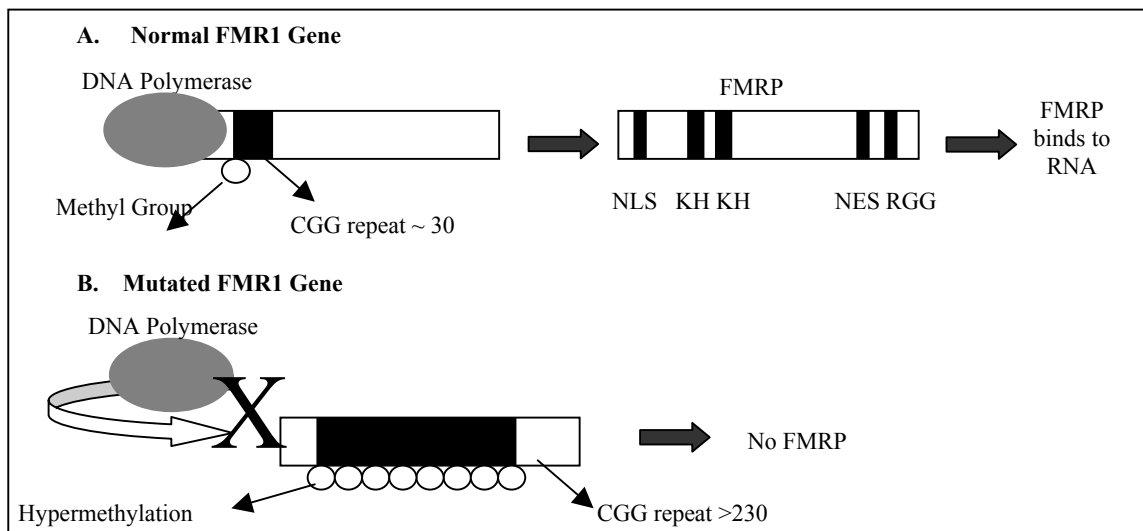 A. Normal FMR1 Gene
DNA Polymerase
FMRP
FMRP
binds to
RNA
Methyl Group
CGG repeat ~ 30
NLS KH KH NES RGG
B. Mutated FMR1 Gene
DNA Polymerase
X
No FMRP
Hypermethylation
CGG repeat >230